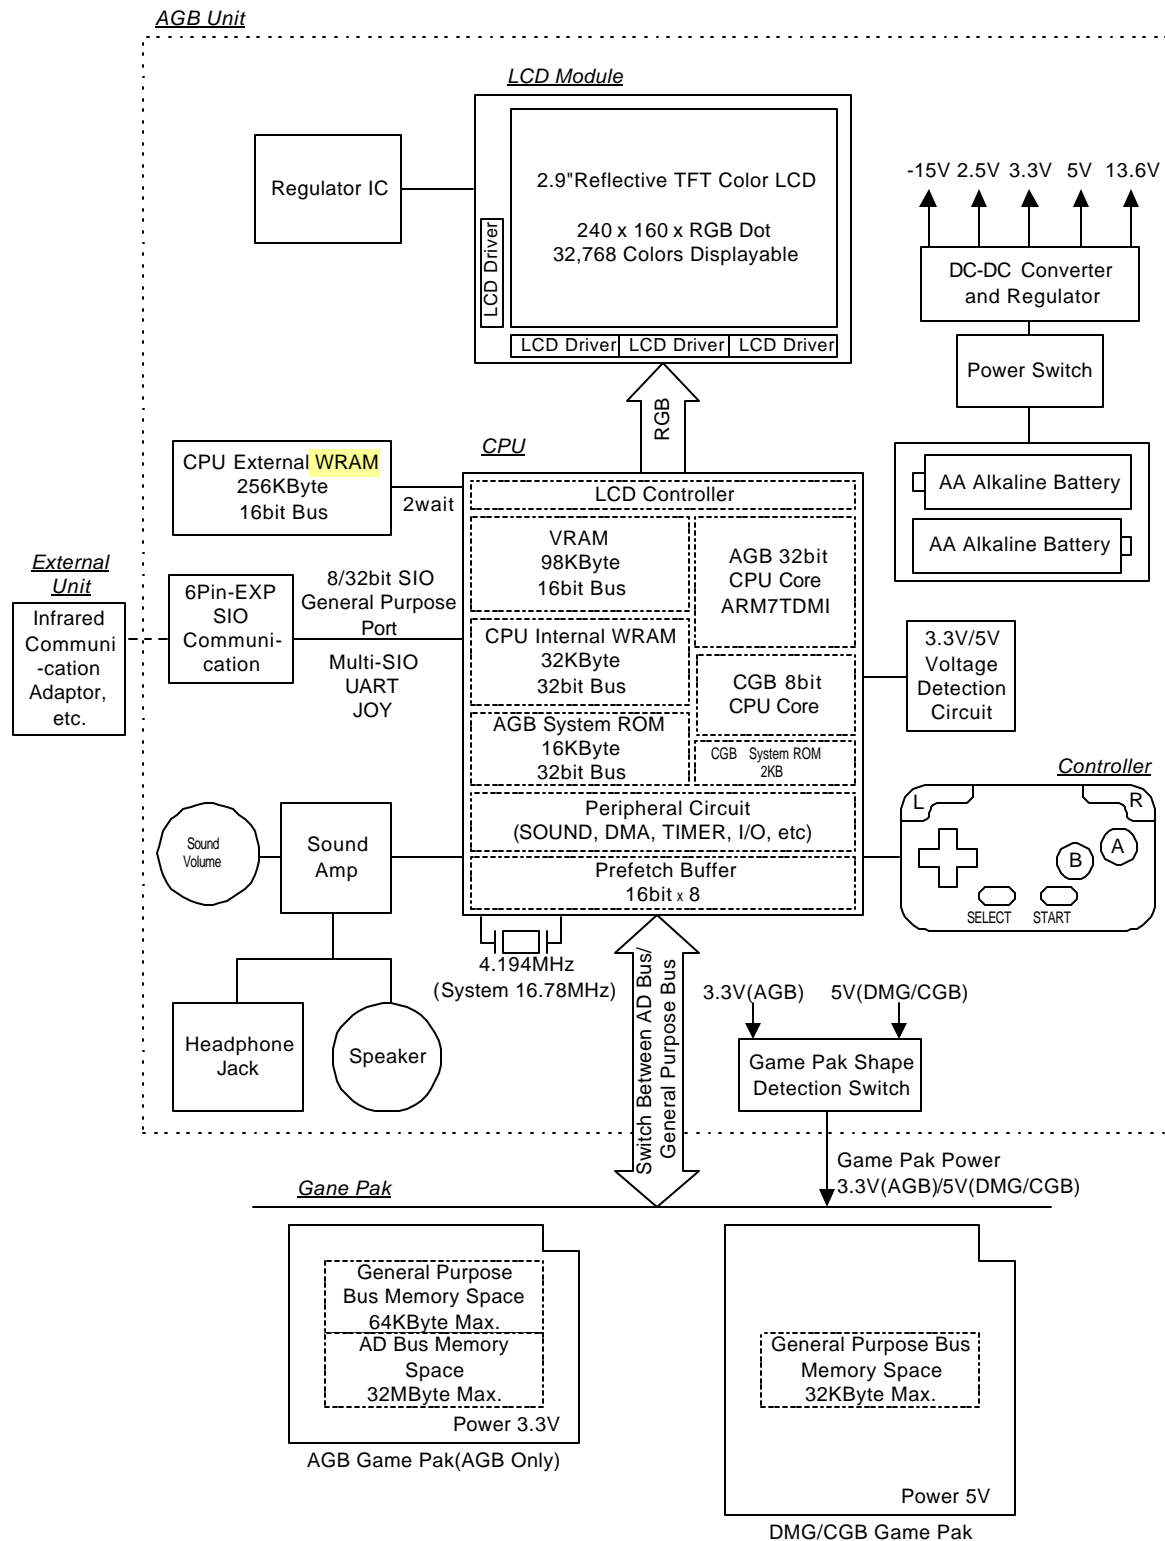 AGB Unit
LCD Module
Regulator IC
2.9"Reflective TFT Color LCD
240 x 160 x RGB Dot
32,768 Colors Displayable
LCD Driver
LCD Driver LCD Driver LCD Driver
-15V 2.5V 3.3V 5V 13.6V
DC-DC Converter
and Regulator
Power Switch
AA Alkaline Battery
AA Alkaline Battery
RGB
CPU
CPU External WRAM
256KByte
16bit Bus
2wait
LCD Controller
VRAM
98KByte
16bit Bus
AGB 32bit
CPU Core
ARM7TDMI
External
Unit
Infrared
Communi
-cation
Adaptor,
etc.
6Pin-EXP
SIO
Communi-
cation
8/32bit SIO
General Purpose
Port
Multi-SIO
UART
JOY
CPU Internal WRAM
32KByte
32bit Bus
CGB 8bit
CPU Core
3.3V/5V
Voltage
Detection
Circuit
AGB System ROM
16KByte
32bit Bus
CGB System ROM
2KB
Controller
L
R
A
B
SELECT START
Peripheral Circuit
(SOUND, DMA, TIMER, I/O, etc)
Prefetch Buffer
16bit x 8
Sound
Volume
Sound
Amp
4.194MHz
(System 16.78MHz)
Headphone
Jack
Speaker
Switch Between AD Bus/
General Purpose Bus
3.3V(AGB) 5V(DMG/CGB)
Game Pak Shape
Detection Switch
Game Pak Power
3.3V(AGB)/5V(DMG/CGB)
Gane Pak
General Purpose
Bus Memory Space
64KByte Max.
AD Bus Memory
Space
32MByte Max.
Power 3.3V
AGB Game Pak(AGB Only)
General Purpose Bus
Memory Space
32KByte Max.
Power 5V
DMG/CGB Game Pak